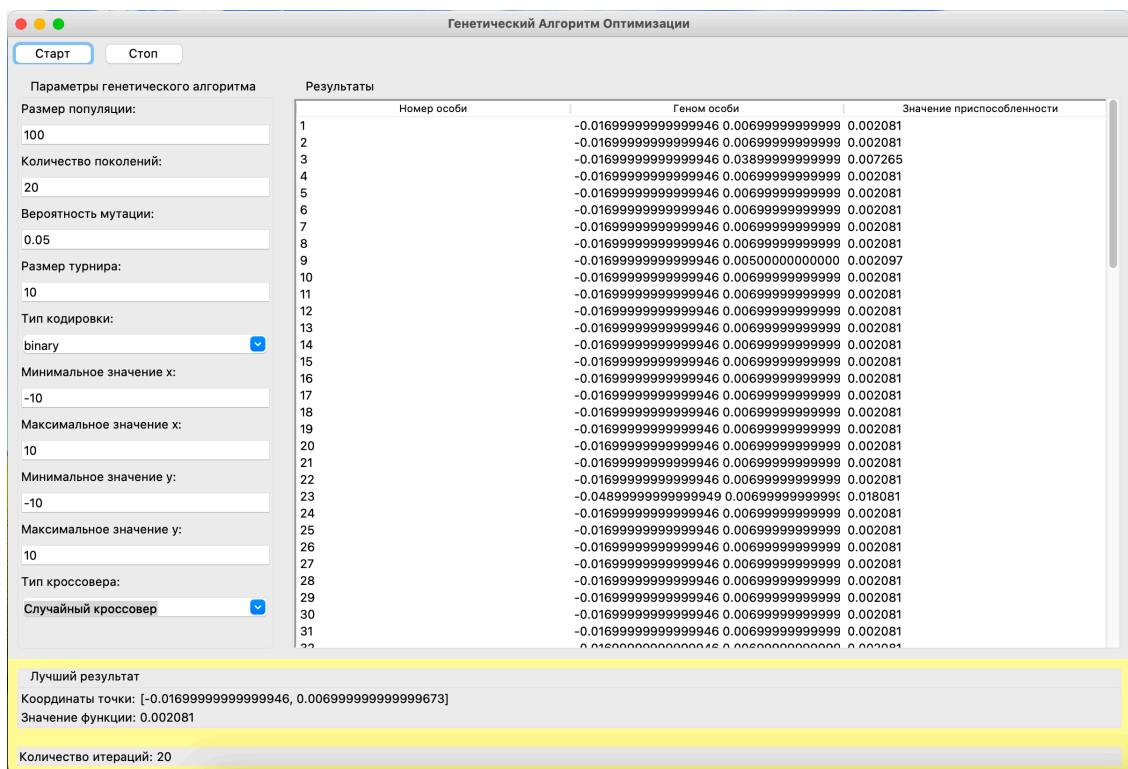 Генетический Алгоритм Оптимизации
Старт Стоп
Параметры генетического алгоритма
Размер популяции:
100
Количество поколений:
20
Вероятность мутации:
0.05
Размер турнира:
10
Тип кодировки:
binary
Минимальное значение x:
-10
Максимальное значение x:
10
Минимальное значение y:
-10
Максимальное значение y:
10
Тип кроссовера:
Случайный кроссовер
Результаты
Номер особи Геном особи Значение приспособленности
1 -0.01699999999999946 0.00699999999999 0.002081
2 -0.01699999999999946 0.00699999999999 0.002081
3 -0.01699999999999946 0.03899999999999 0.007265
4 -0.01699999999999946 0.00699999999999 0.002081
5 -0.01699999999999946 0.00699999999999 0.002081
6 -0.01699999999999946 0.00699999999999 0.002081
7 -0.01699999999999946 0.00699999999999 0.002081
8 -0.01699999999999946 0.00699999999999 0.002081
9 -0.01699999999999946 0.00500000000000 0.002097
10 -0.01699999999999946 0.00699999999999 0.002081
11 -0.01699999999999946 0.00699999999999 0.002081
12 -0.01699999999999946 0.00699999999999 0.002081
13 -0.01699999999999946 0.00699999999999 0.002081
14 -0.01699999999999946 0.00699999999999 0.002081
15 -0.01699999999999946 0.00699999999999 0.002081
16 -0.01699999999999946 0.00699999999999 0.002081
17 -0.01699999999999946 0.00699999999999 0.002081
18 -0.01699999999999946 0.00699999999999 0.002081
19 -0.01699999999999946 0.00699999999999 0.002081
20 -0.01699999999999946 0.00699999999999 0.002081
21 -0.01699999999999946 0.00699999999999 0.002081
22 -0.01699999999999946 0.00699999999999 0.002081
23 -0.04899999999999949 0.0069999999999 0.018081
24 -0.01699999999999946 0.00699999999999 0.002081
25 -0.01699999999999946 0.00699999999999 0.002081
26 -0.01699999999999946 0.00699999999999 0.002081
27 -0.01699999999999946 0.00699999999999 0.002081
28 -0.01699999999999946 0.00699999999999 0.002081
29 -0.01699999999999946 0.00699999999999 0.002081
30 -0.01699999999999946 0.00699999999999 0.002081
31 -0.01699999999999946 0.00699999999999 0.002081
Лучший результат
Координаты точки: [-0.01699999999999946, 0.006999999999999673]
Значение функции: 0.002081
Количество итераций: 20